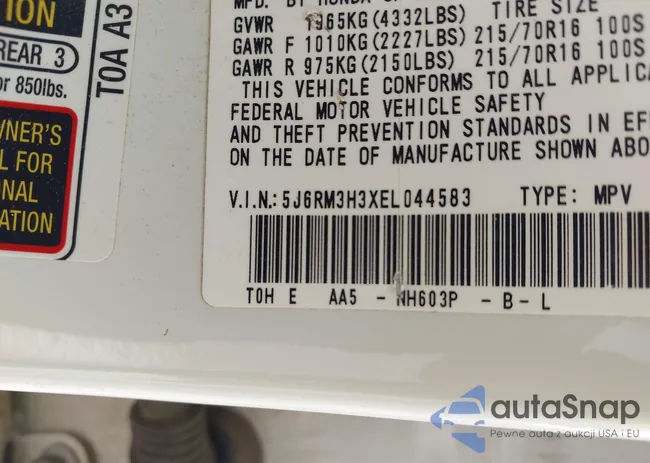 ION
REAR 3
or 850lbs.
T0A A3
WNER'S
L FOR
ONAL
ATION
MFD. BY HONDA
GVWR 1965KG(4332LBS) TIRE SIZE
GAWR F 1010KG(2227LBS) 215/70R16 100S
GAWR R 975KG(2150LBS) 215/70R16 100S
THIS VEHICLE CONFORMS TO ALL APPLICA
FEDERAL MOTOR VEHICLE SAFETY
AND THEFT PREVENTION STANDARDS IN EFF
ON THE DATE OF MANUFACTURE SHOWN ABO
V.I.N.: 5J6RM3H3XEL044583 TYPE: MPV
T0H E AA5 - NH603P - B - L
autaSnap
Pewne auta z aukcji USA i EU